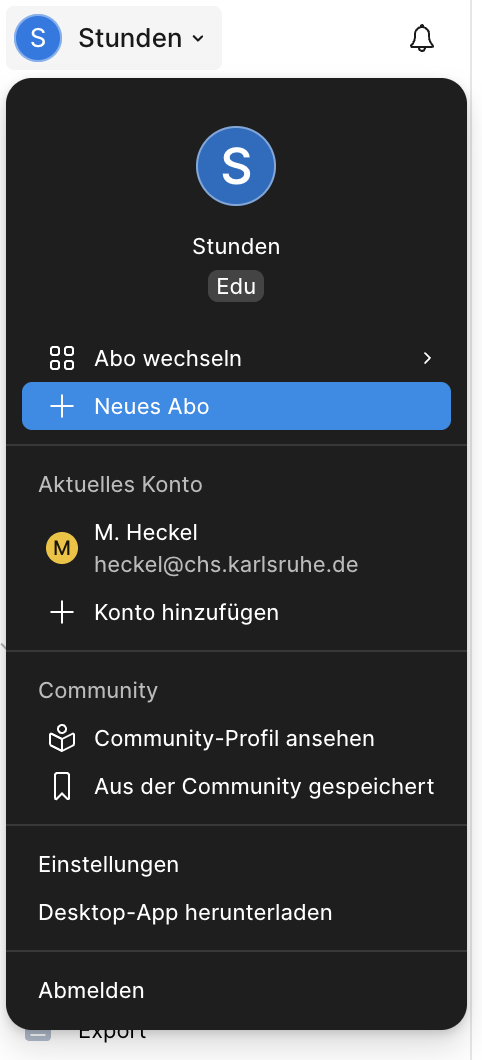 S Stunden
S
Stunden
Edu
Abo wechseln
Neues Abo
Aktuelles Konto
M
M. Heckel
heckel@chs.karlsruhe.de
Konto hinzufügen
Community
Community-Profil ansehen
Aus der Community gespeichert
Einstellungen
Desktop-App herunterladen
Abmelden
Export